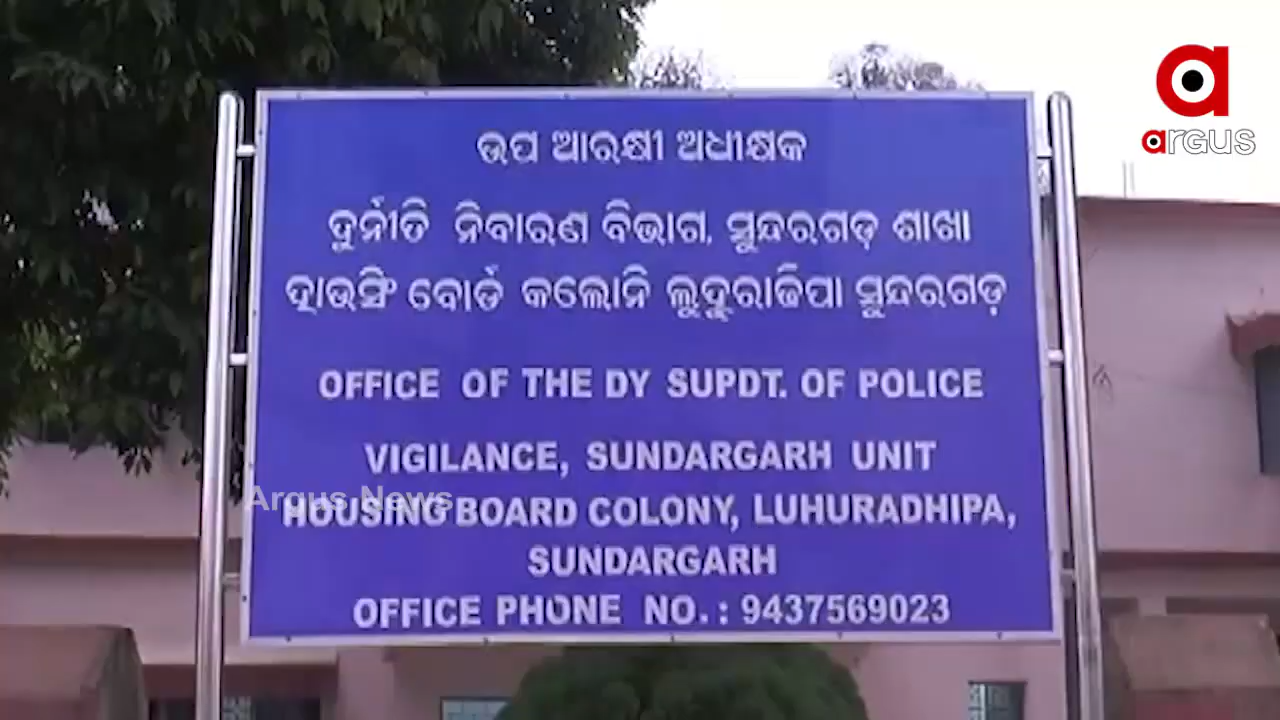 ଉପ ଆରକ୍ଷୀ ଅଧୀକ୍ଷକ
ଦୁର୍ନୀତି ନିବାରଣ ବିଭାଗ, ସୁନ୍ଦରଗଡ଼ ଶାଖା
ହାଉସିଂ ବୋର୍ଡ କଲୋନି ଲୁହୁରାଢିପା ସୁନ୍ଦରଗଡ଼
OFFICE OF THE DY SUPDT. OF POLICE
VIGILANCE, SUNDARGARH UNIT
HOUSING BOARD COLONY, LUHURADHIPA,
SUNDARGARH
OFFICE PHONE NO. : 9437569023
Argus News
argus